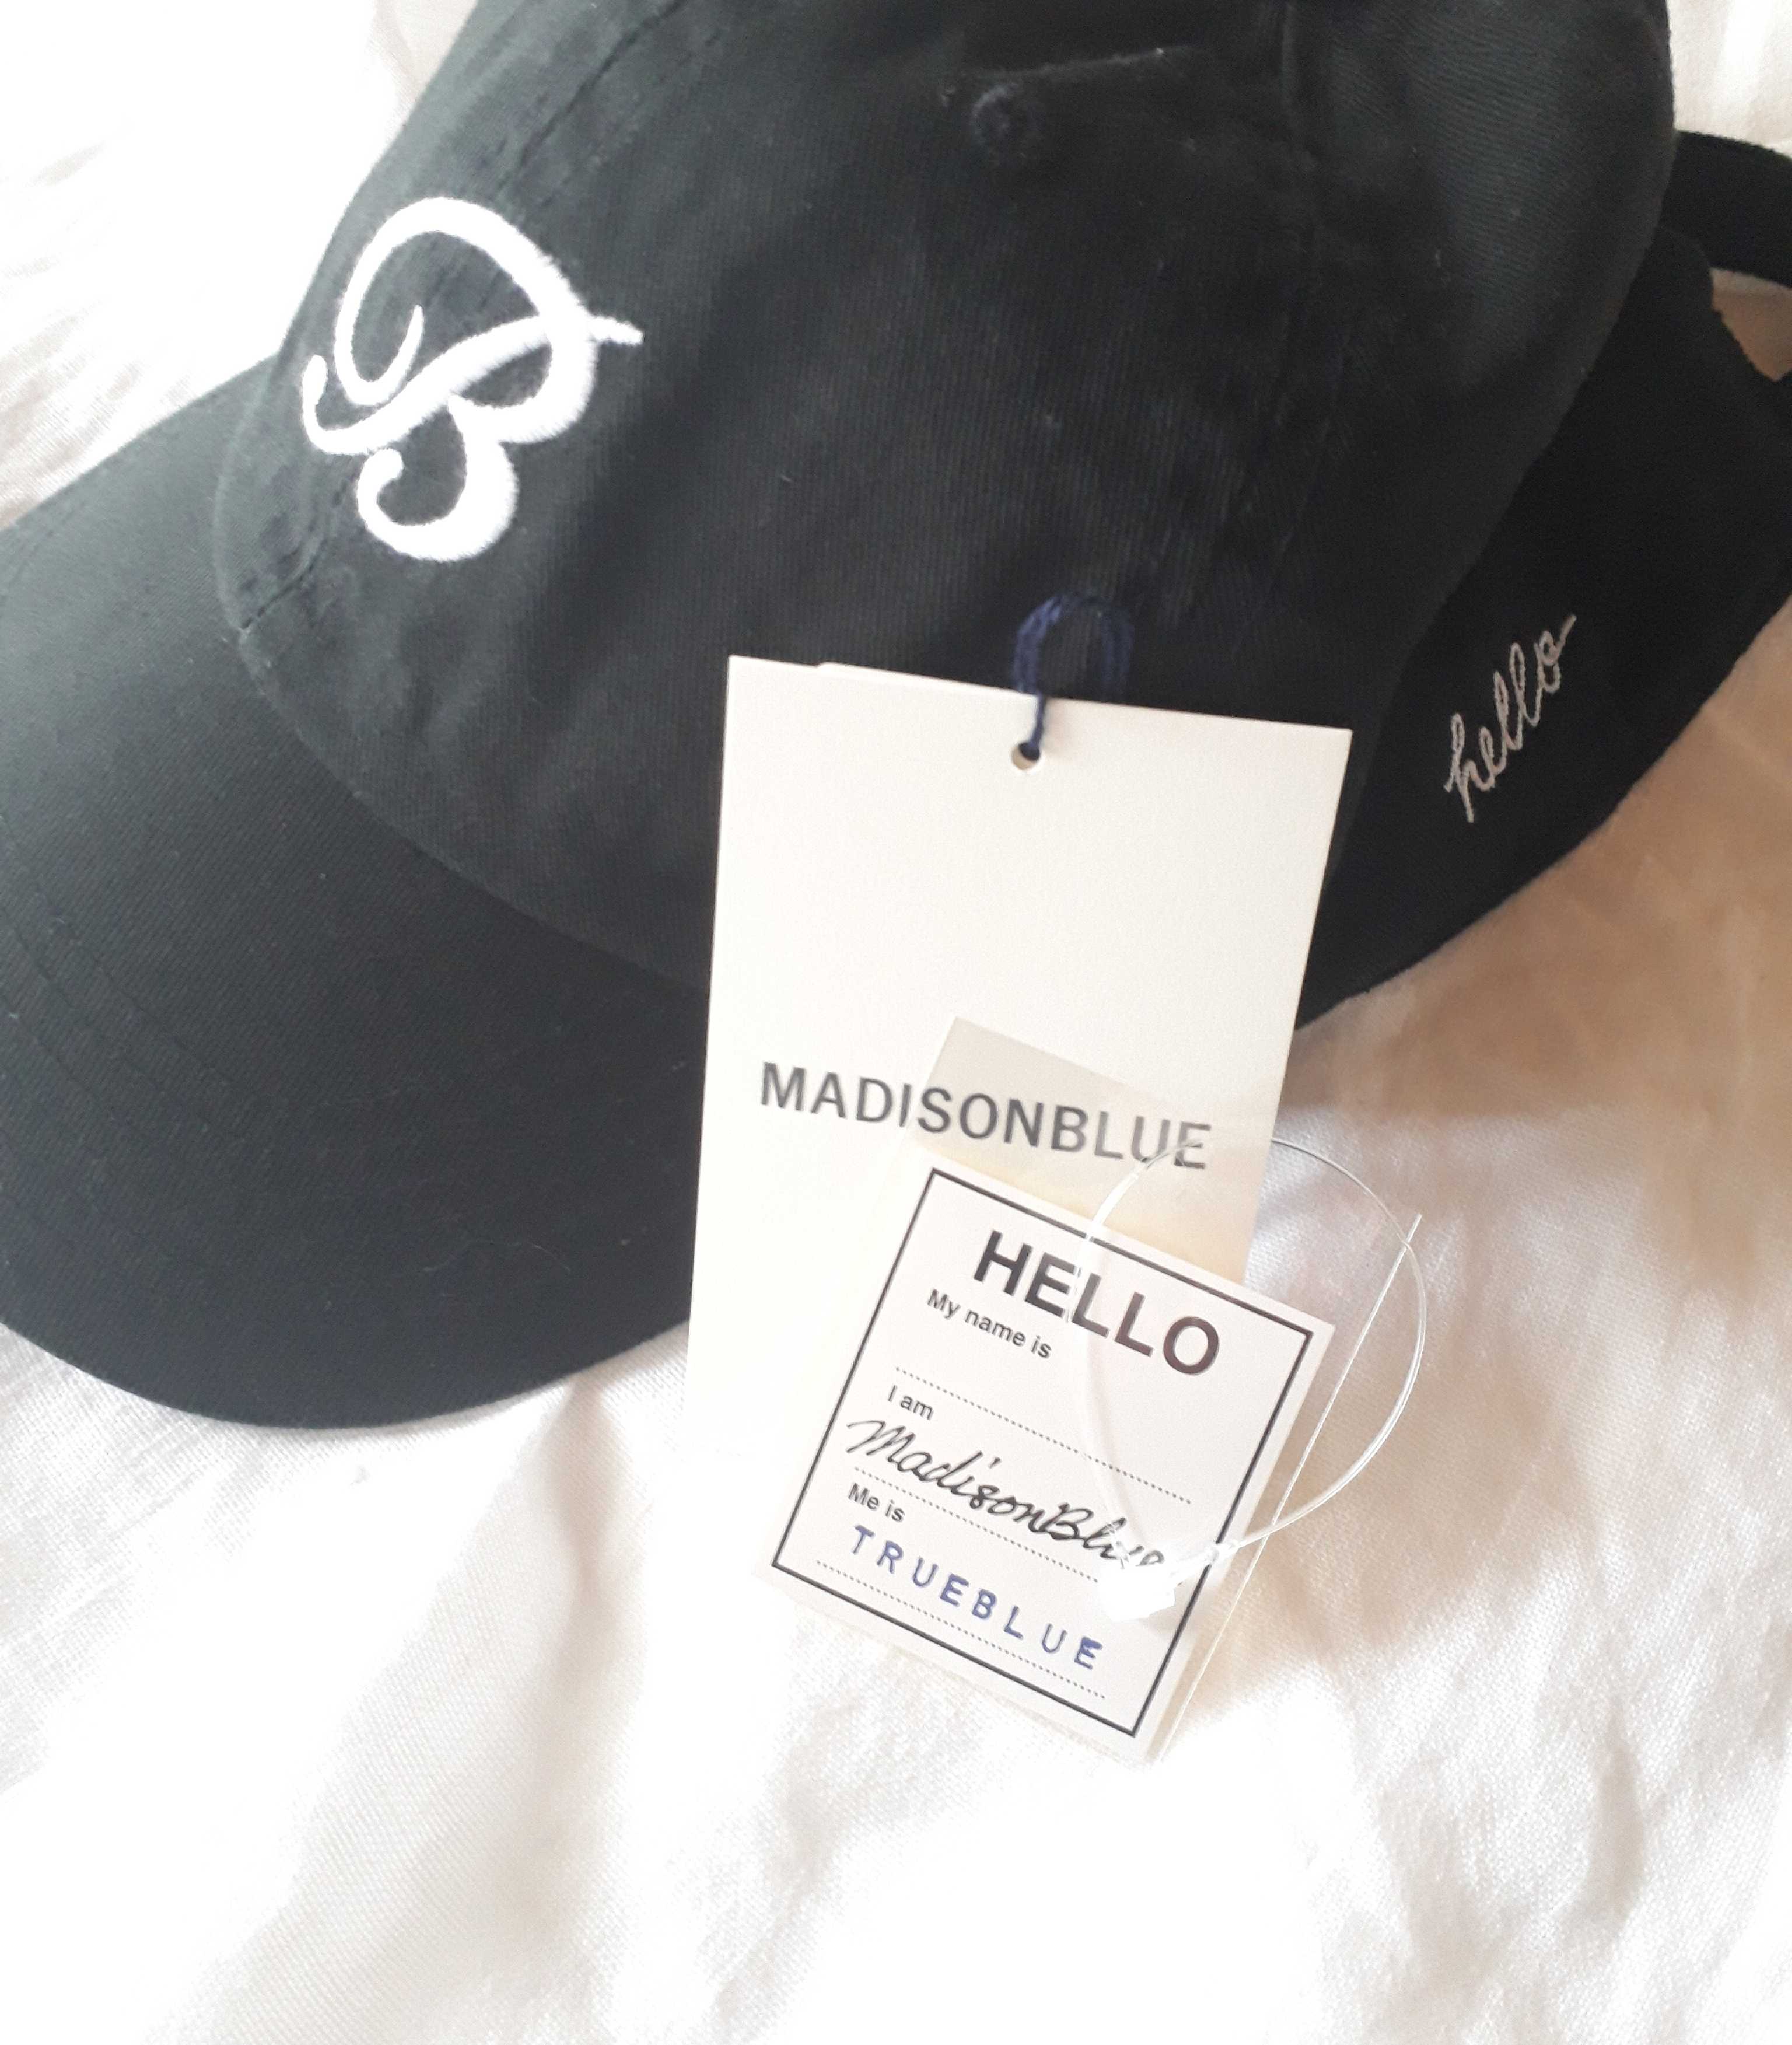 B
hello
MADISONBLUE
HELLO
My name is
I am
MadisonBlue
Me is
TRUEBLUE